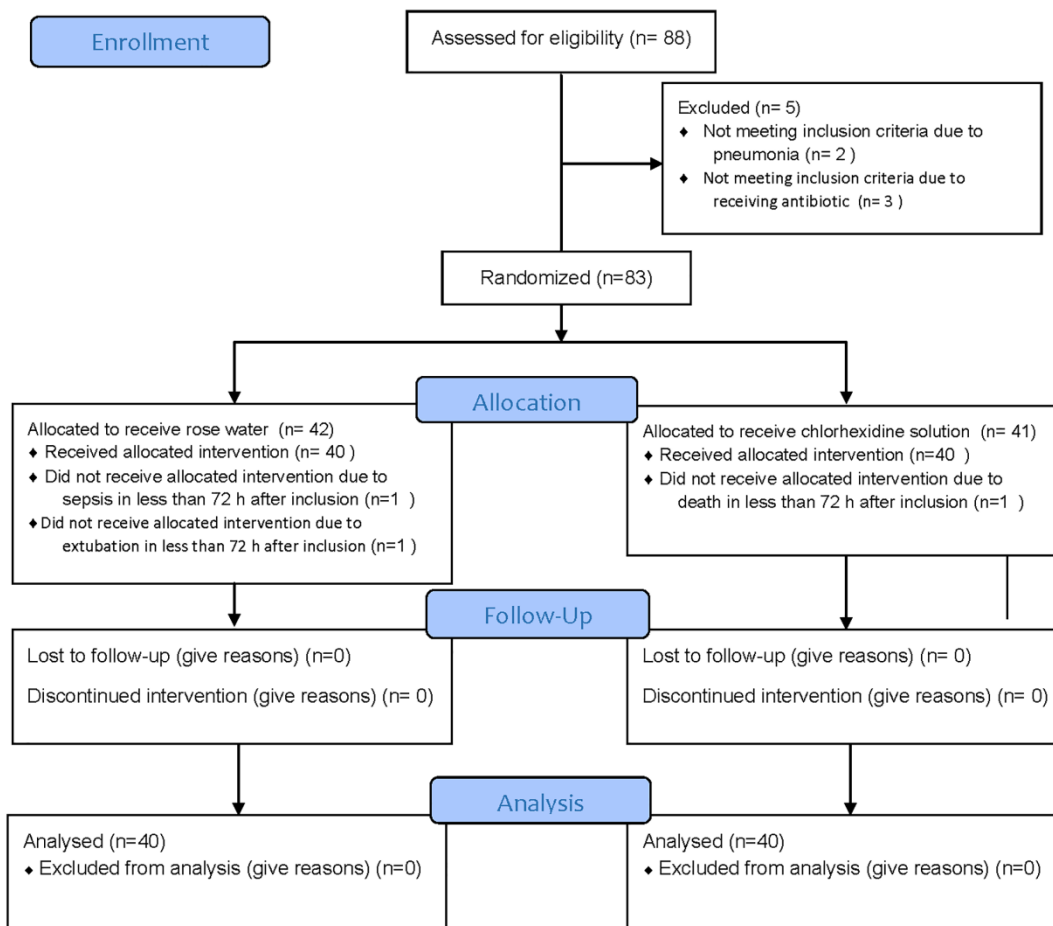 Enrollment
Assessed for eligibility (n= 88)
Excluded (n= 5)
♦ Not meeting inclusion criteria due to
pneumonia (n= 2 )
♦ Not meeting inclusion criteria due to
receiving antibiotic (n= 3 )
Randomized (n=83)
Allocation
Allocated to receive rose water (n= 42)
♦ Received allocated intervention (n= 40 )
♦ Did not receive allocated intervention due to
sepsis in less than 72 h after inclusion (n=1 )
♦ Did not receive allocated intervention due to
extubation in less than 72 h after inclusion (n=1 )
Allocated to receive chlorhexidine solution (n= 41)
♦ Received allocated intervention (n=40 )
♦ Did not receive allocated intervention due to
death in less than 72 h after inclusion (n=1 )
Follow-Up
Lost to follow-up (give reasons) (n=0)
Discontinued intervention (give reasons) (n= 0)
Lost to follow-up (give reasons) (n= 0)
Discontinued intervention (give reasons) (n= 0)
Analysis
Analysed (n=40)
♦ Excluded from analysis (give reasons) (n=0)
Analysed (n=40)
♦ Excluded from analysis (give reasons) (n=0)